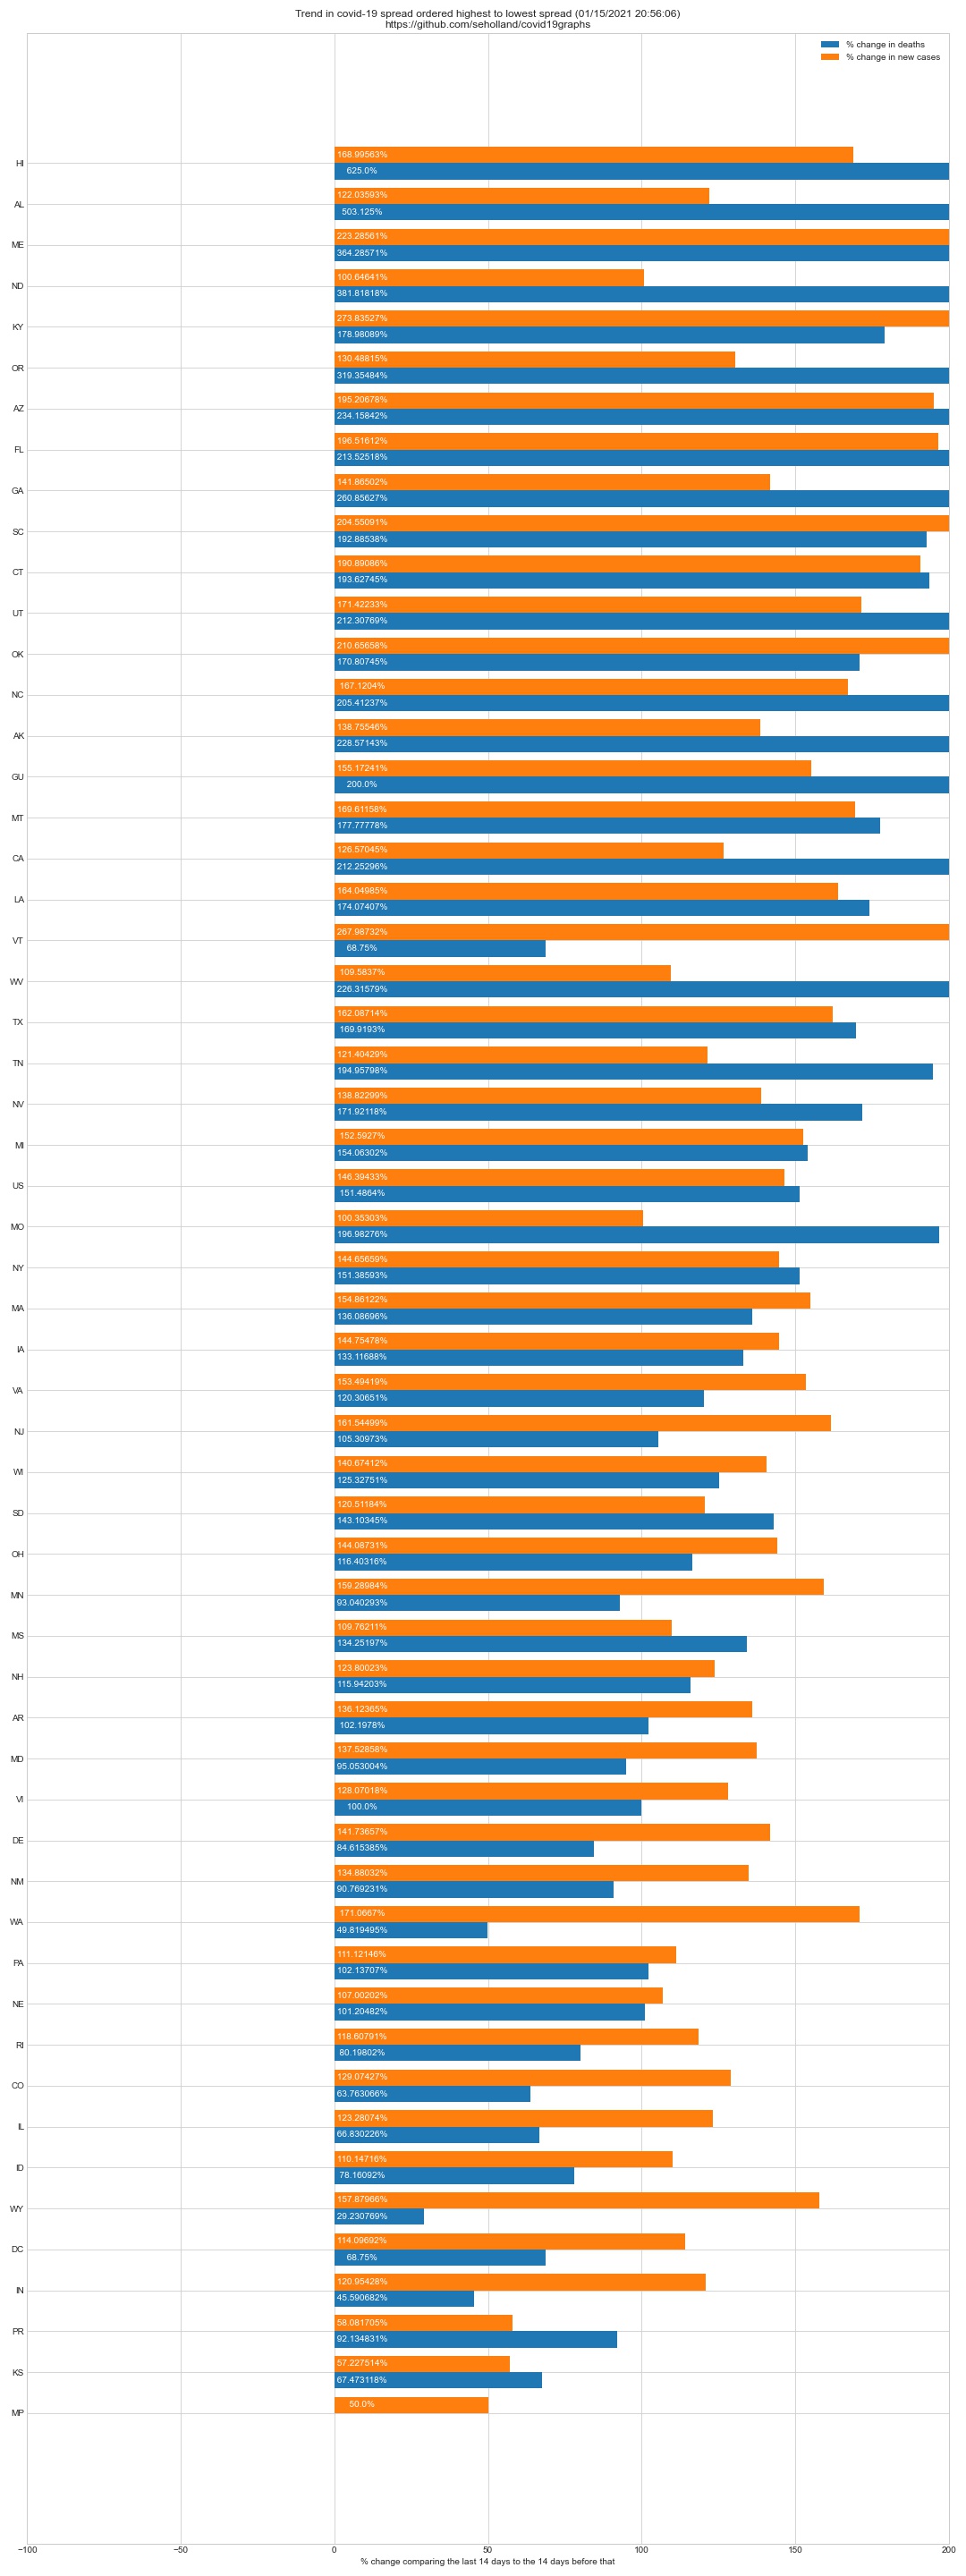 Trend in covid-19 spread ordered highest to lowest spread (01/15/2021 20:56:06)
https://github.com/seholland/covid19graphs
% change in deaths
% change in new cases
168.99563%
HI
625.0%
122.03593%
AL
503.125%
223.28561%
ME
364.28571%
100.64641%
ND
381.81818%
273.83527%
KY
178.98089%
130.48815%
OR
319.35484%
195.20678%
AZ
234.15842%
196.51612%
FL
213.52518%
141.86502%
GA
260.85627%
204.55091%
SC
192.88538%
190.89086%
CT
193.62745%
171.42233%
UT
212.30769%
210.65658%
OK
170.80745%
167.1204%
NC
205.41237%
138.75546%
AK
228.57143%
155.17241%
GU
200.0%
169.61158%
MT
177.77778%
126.57045%
CA
212.25296%
164.04985%
LA
174.07407%
267.98732%
VT
68.75%
109.5837%
WV
226.31579%
162.08714%
TX
169.9193%
121.40429%
TN
194.95798%
138.82299%
NV
171.92118%
152.5927%
MI
154.06302%
146.39433%
US
151.4864%
100.35303%
MO
196.98276%
144.65659%
NY
151.38593%
154.86122%
MA
136.08696%
144.75478%
IA
133.11688%
153.49419%
VA
120.30651%
161.54499%
NJ
105.30973%
140.67412%
WI
125.32751%
120.51184%
SD
143.10345%
144.08731%
OH
116.40316%
159.28984%
MN
93.040293%
109.76211%
MS
134.25197%
123.80023%
NH
115.94203%
136.12365%
AR
102.1978%
137.52858%
MD
95.053004%
128.07018%
VI
100.0%
141.73657%
DE
84.615385%
134.88032%
NM
90.769231%
171.0667%
WA
49.819495%
111.12146%
PA
102.13707%
107.00202%
NE
101.20482%
118.60791%
RI
80.19802%
129.07427%
CO
63.763066%
123.28074%
IL
66.830226%
110.14716%
ID
78.16092%
157.87966%
WY
29.230769%
114.09692%
DC
68.75%
120.95428%
IN
45.590682%
58.081705%
PR
92.134831%
57.227514%
KS
67.473118%
50.0%
MP
−100 −50 0 50 100 150 200
% change comparing the last 14 days to the 14 days before that